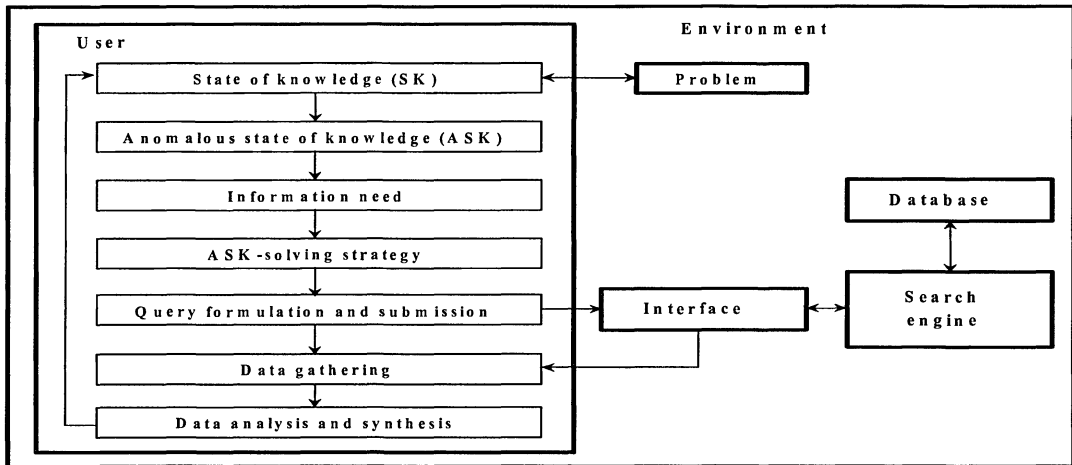 User
Environment
State of knowledge (SK)
Problem
Anomalous state of knowledge (ASK)
Information need
Database
ASK-solving strategy
Query formulation and submission
Interface
Search
engine
Data gathering
Data analysis and synthesis